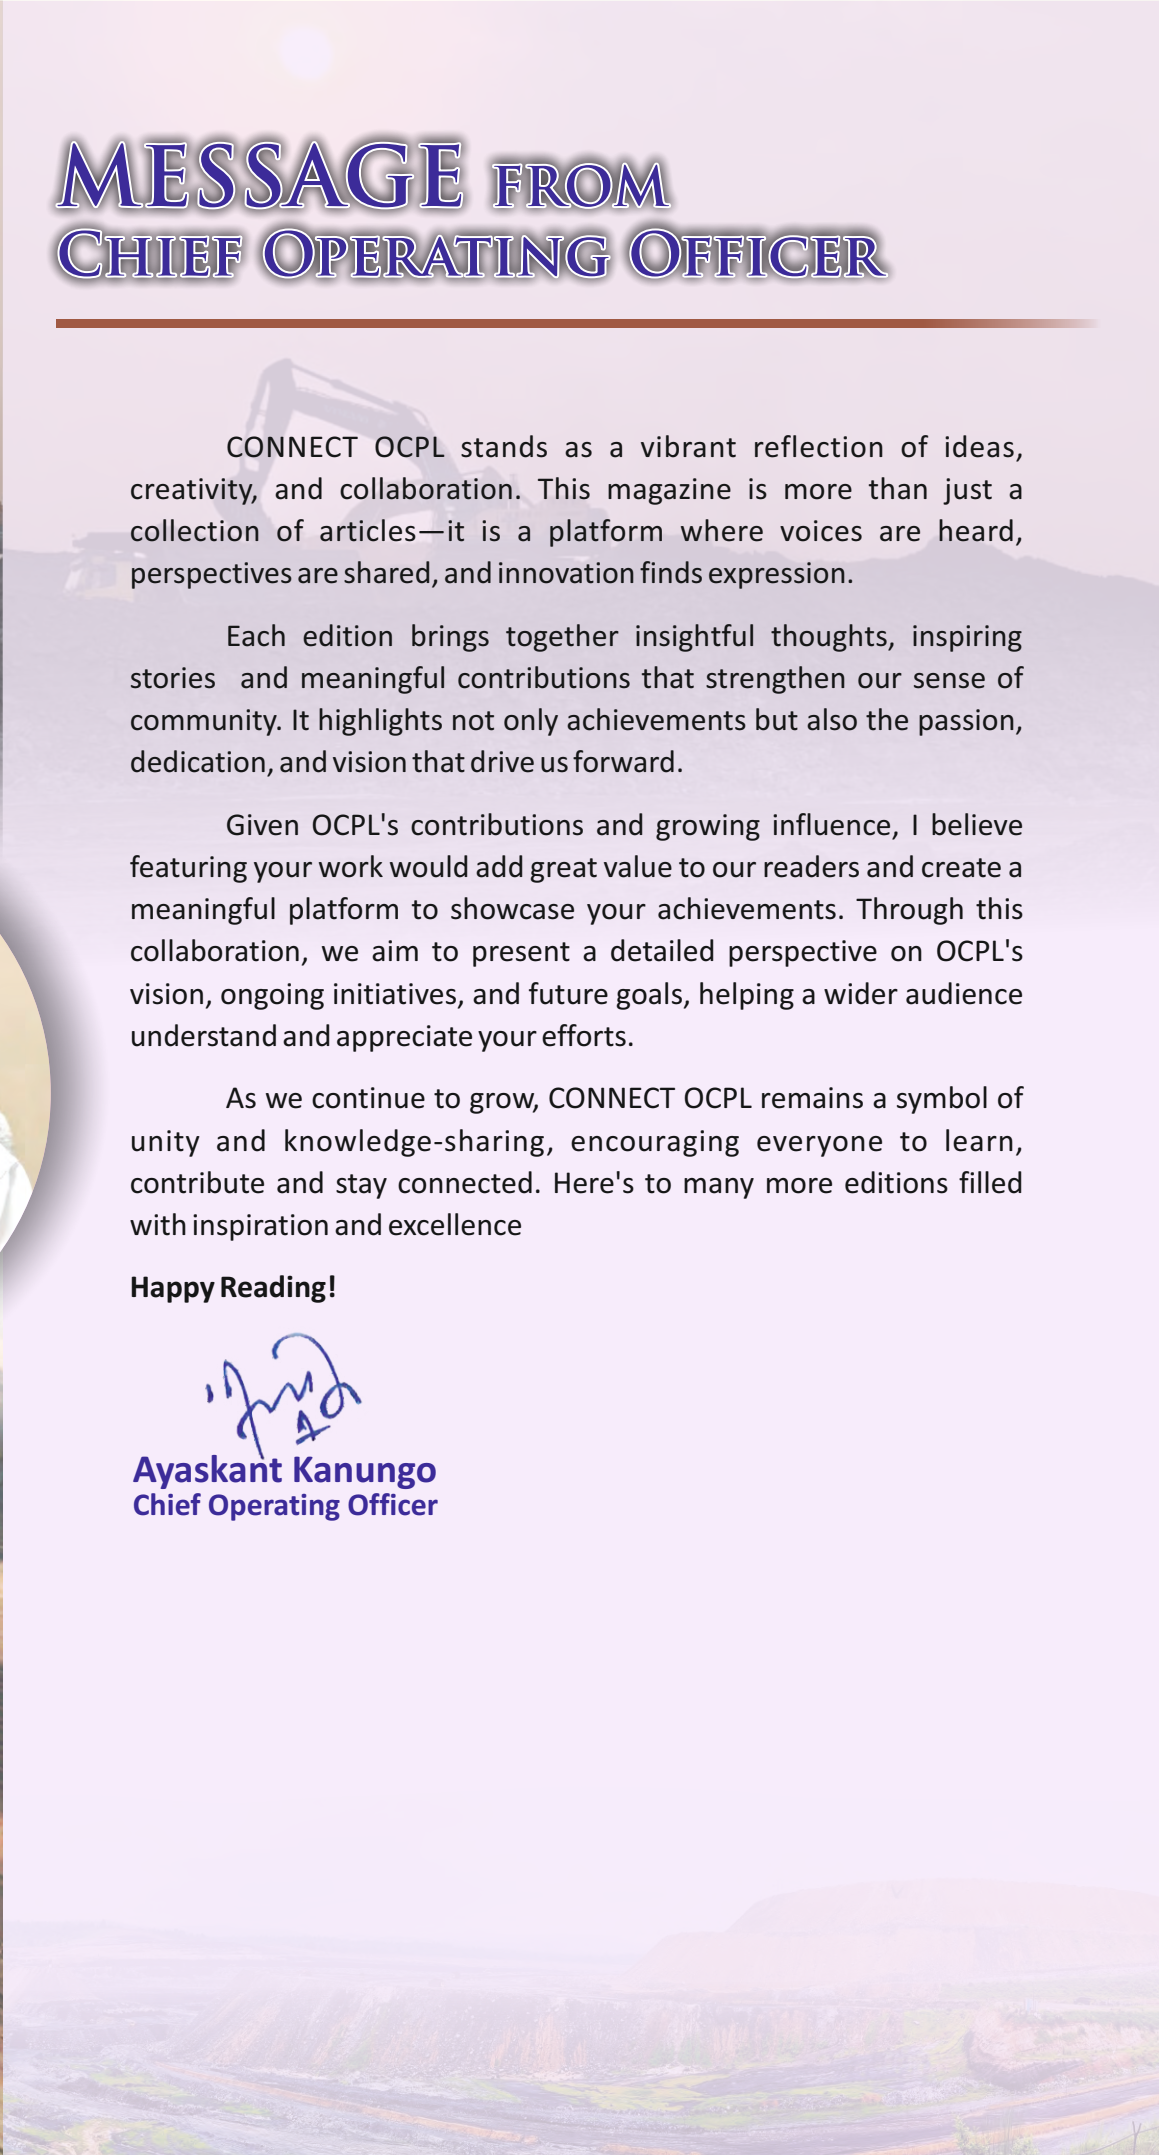 MESSAGE FROM
CHIEF OPERATING OFFICER
CONNECT OCPL stands as a vibrant reflection of ideas,
creativity, and collaboration. This magazine is more than just a
collection of articles—it is a platform where voices are heard,
perspectives are shared, and innovation finds expression.
Each edition brings together insightful thoughts, inspiring
stories and meaningful contributions that strengthen our sense of
community. It highlights not only achievements but also the passion,
dedication, and vision that drive us forward.
Given OCPL's contributions and growing influence, I believe
featuring your work would add great value to our readers and create a
meaningful platform to showcase your achievements. Through this
collaboration, we aim to present a detailed perspective on OCPL's
vision, ongoing initiatives, and future goals, helping a wider audience
understand and appreciate your efforts.
As we continue to grow, CONNECT OCPL remains a symbol of
unity and knowledge-sharing, encouraging everyone to learn,
contribute and stay connected. Here's to many more editions filled
with inspiration and excellence
Happy Reading!
Ayaskant Kanungo
Chief Operating Officer